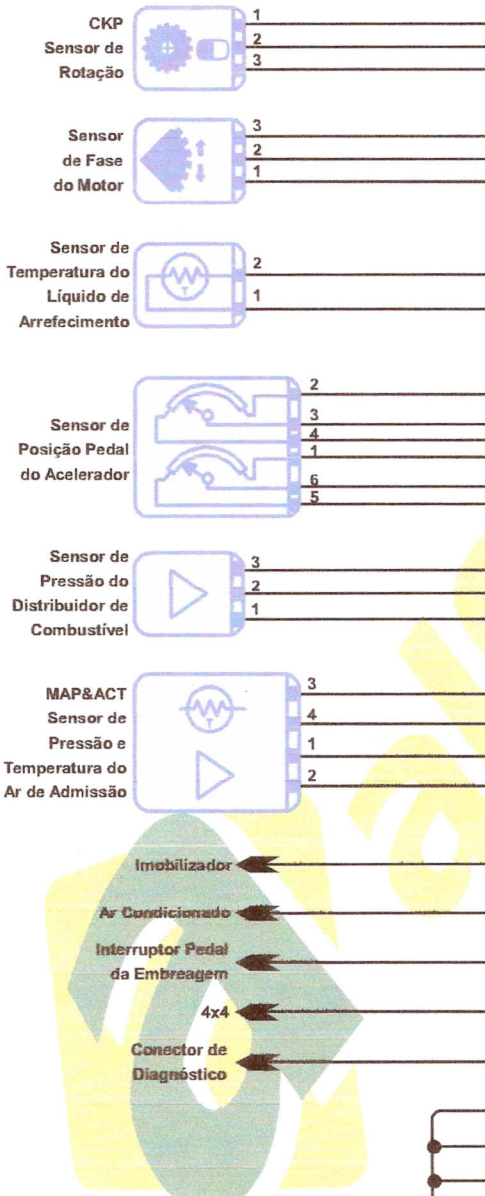 CKP
Sensor de
Rotação
1
2
3
Sensor
de Fase
do Motor
3
2
1
Sensor de
Temperatura do
Líquido de
Arrefecimento
2
1
T
Sensor de
Posição Pedal
do Acelerador
2
3
4
1
6
5
Sensor de
Pressão do
Distribuidor de
Combustível
3
2
1
MAP&ACT
Sensor de
Pressão e
Temperatura do
Ar de Admissão
T
3
4
1
2
Imobilizador
Ar Condicionado
Interruptor Pedal
da Embreagem
4x4
Conector de
Diagnóstico